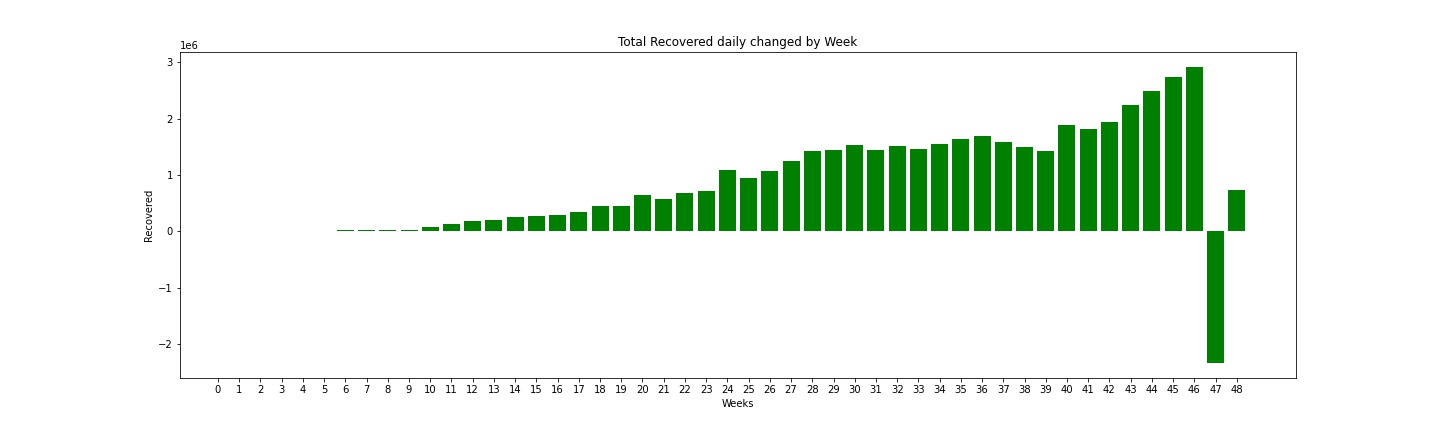 Total Recovered daily changed by Week
1e6
3
2
1
0
−1
−2
Recovered
0 1 2 3 4 5 6 7 8 9 10 11 12 13 14 15 16 17 18 19 20 21 22 23 24 25 26 27 28 29 30 31 32 33 34 35 36 37 38 39 40 41 42 43 44 45 46 47 48
Weeks